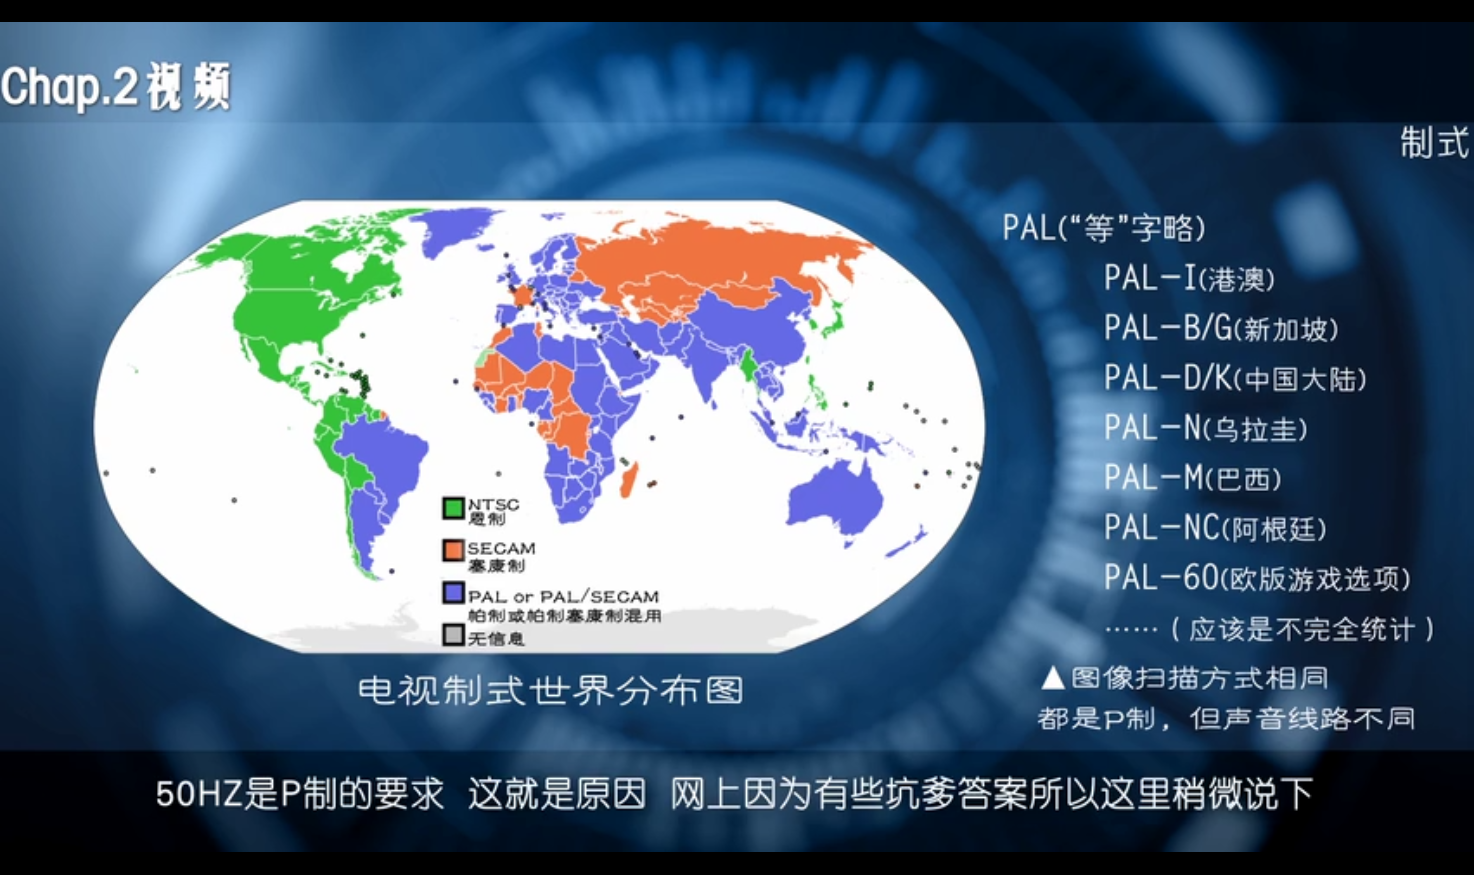 Chap.2视频
制式
PAL(“等”字略)
PAL-I(港澳)
PAL-B/G(新加坡)
PAL-D/K(中国大陆)
PAL-N(乌拉圭)
PAL-M(巴西)
PAL-NC(阿根廷)
PAL-60(欧版游戏选项)
……(应该是不完全统计)
▲图像扫描方式相同
都是P制，但声音线路不同
NTSC
恩制
SECAM
塞康制
PAL or PAL/SECAM
帕制或帕制塞康制混用
无信息
电视制式世界分布图
50HZ是P制的要求 这就是原因 网上因为有些坑爹答案所以这里稍微说下